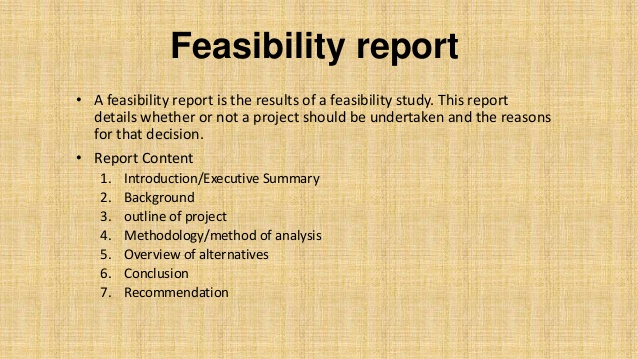 Feasibility report
• A feasibility report is the results of a feasibility study. This report
details whether or not a project should be undertaken and the reasons
for that decision.
• Report Content
1. Introduction/Executive Summary
2. Background
3. outline of project
4. Methodology/method of analysis
5. Overview of alternatives
6. Conclusion
7. Recommendation